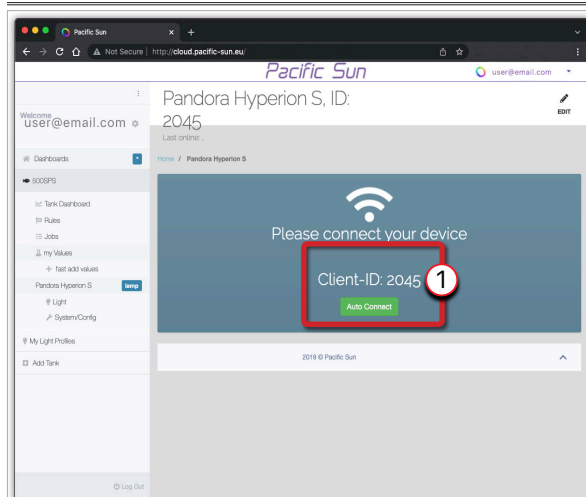 Pacific Sun
Not Secure | http://cloud.pacific-sun.eu/
Pacific Sun
user@email.com
Welcome
user@email.com
Pandora Hyperion S, ID:
2045
EDIT
Last online: .
Home / Pandora Hyperion S
Dashboards
500SPS
Tank Dashboard
Rules
Jobs
my Values
+ fast add values
Pandora Hyperion S
lamp
Light
System/Config
My Light Profiles
Add Tank
Please connect your device
Client-ID: 2045
1
Auto Connect
2019 © Pacific Sun
Log Out